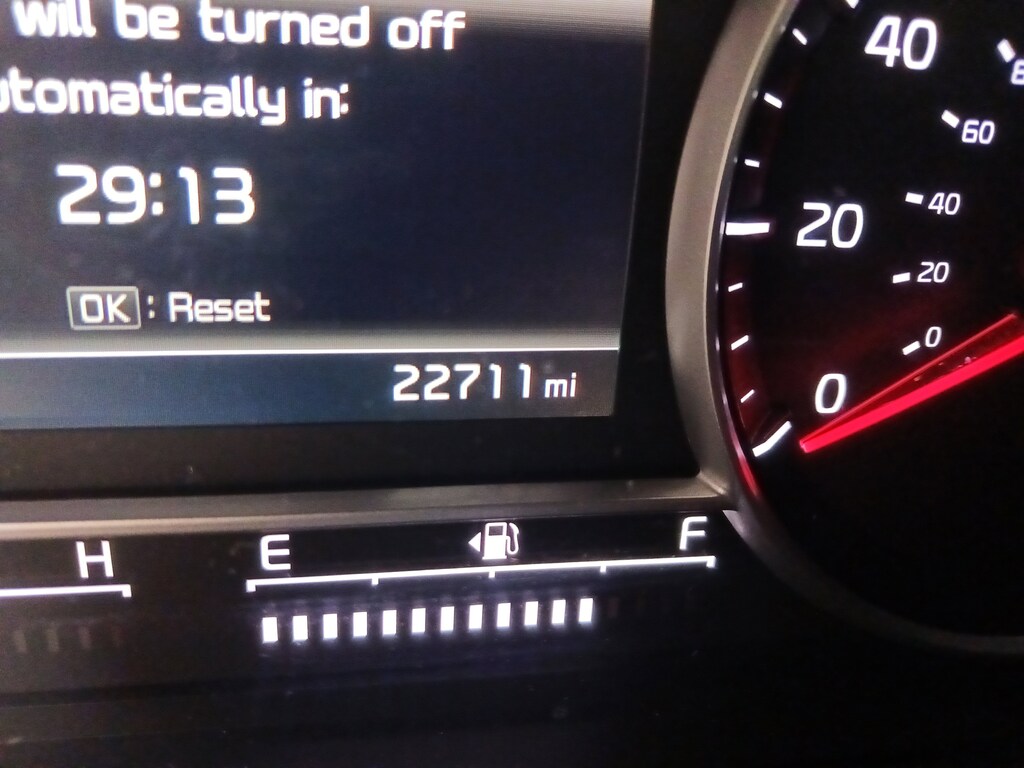 will be turned off
utomatically in:
29:13
OK : Reset
22711 mi
H
E
F
40
20
0
60
40
20
0